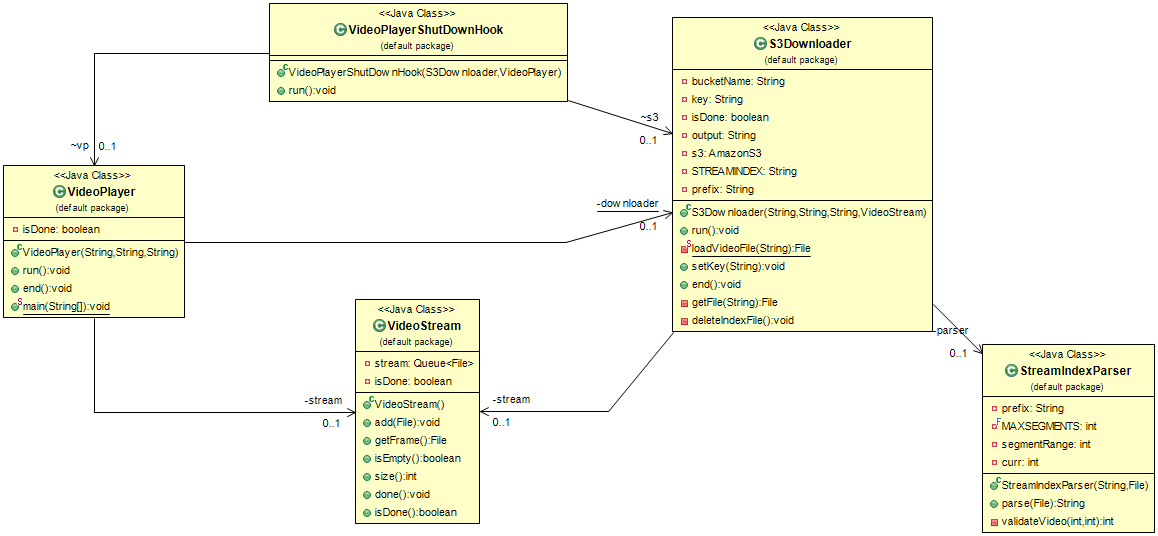 <<Java Class>>
VideoPlayerShutDownHook
(default package)
VideoPlayerShutDownHook(S3Downloader,VideoPlayer)
run():void
~vp
0..1
~s3
0..1
<<Java Class>>
S3Downloader
(default package)
bucketName: String
key: String
isDone: boolean
output: String
s3: AmazonS3
STREAMINDEX: String
prefix: String
S3Downloader(String,String,String,VideoStream)
run():void
loadVideoFile(String):File
setKey(String):void
end():void
getFile(String):File
deleteIndexFile():void
<<Java Class>>
VideoPlayer
(default package)
isDone: boolean
VideoPlayer(String,String,String)
run():void
end():void
main(String[]):void
-downloader
0..1
<<Java Class>>
VideoStream
(default package)
stream: Queue<File>
isDone: boolean
VideoStream()
add(File):void
getFrame():File
isEmpty():boolean
size():int
done():void
isDone():boolean
-stream
0..1
-stream
0..1
-parser
0..1
<<Java Class>>
StreamIndexParser
(default package)
prefix: String
MAXSEGMENTS: int
segmentRange: int
curr: int
StreamIndexParser(String,File)
parse(File):String
validateVideo(int,int):int